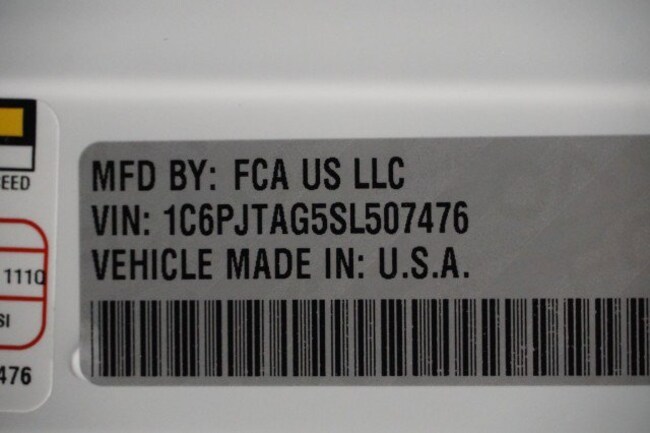 EED
1110
SI
476
MFD BY: FCA US LLC
VIN: 1C6PJTAG5SL507476
VEHICLE MADE IN: U.S.A.